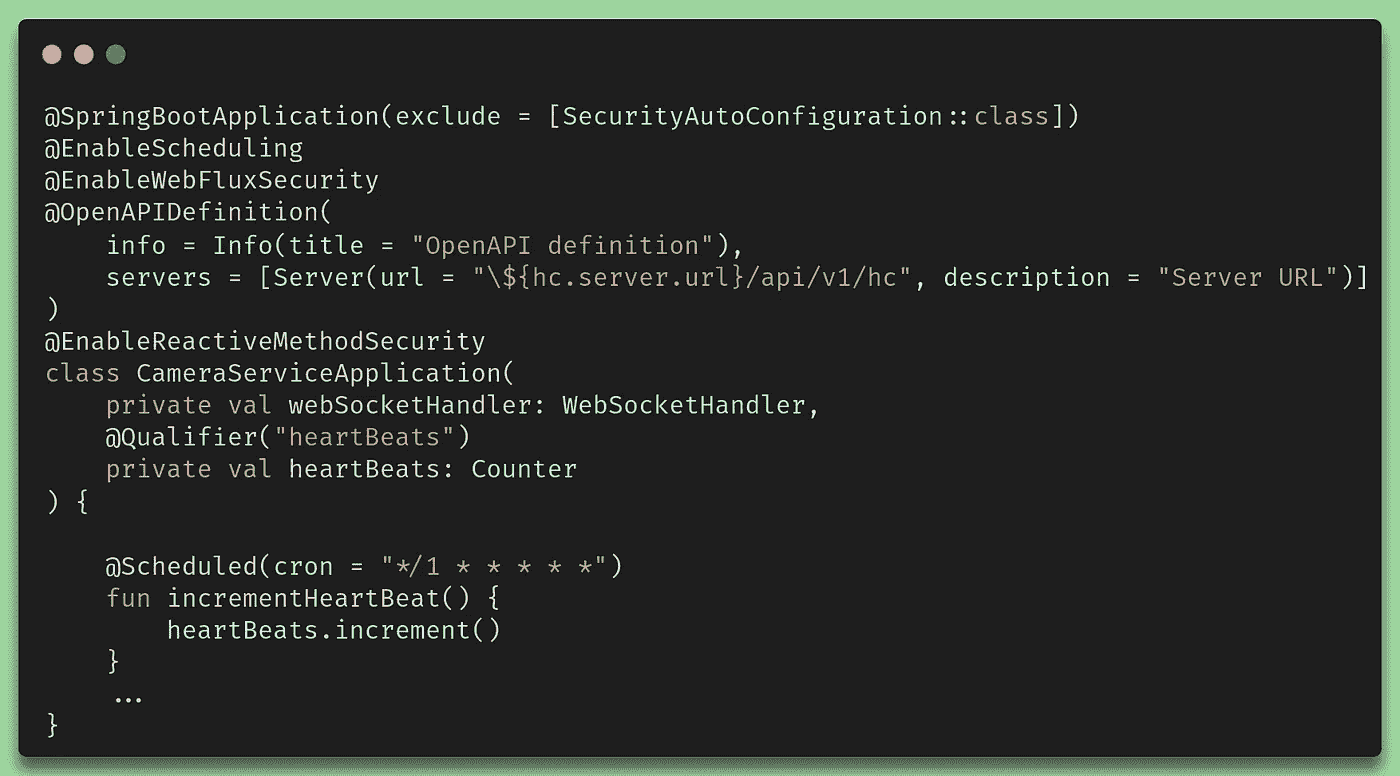 @SpringBootApplication(exclude = [SecurityAutoConfiguration::class])
@EnableScheduling
@EnableWebFluxSecurity
@OpenAPIDefinition(
    info = Info(title = "OpenAPI definition"),
    servers = [Server(url = "\${hc.server.url}/api/v1/hc", description = "Server URL")]
)
@EnableReactiveMethodSecurity
class CameraServiceApplication(
    private val webSocketHandler: WebSocketHandler,
    @Qualifier("heartBeats")
    private val heartBeats: Counter
) {

    @Scheduled(cron = "*/1 * * * * *")
    fun incrementHeartBeat() {
        heartBeats.increment()
    }
    ...
}